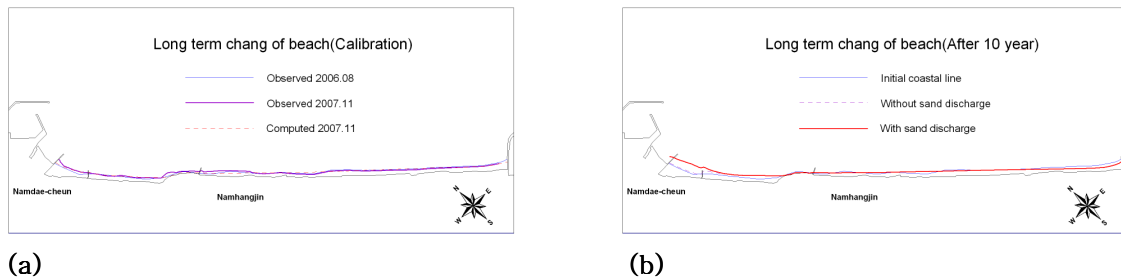 Long term chang of beach(Calibration)
Observed 2006.08
Observed 2007.11
Computed 2007.11
Namdae-cheun
Namhangjin
N
E
W
S
(a)
Long term chang of beach(After 10 year)
Initial coastal line
Without sand discharge
With sand discharge
Namdae-cheun
Namhangjin
N
E
W
S
(b)